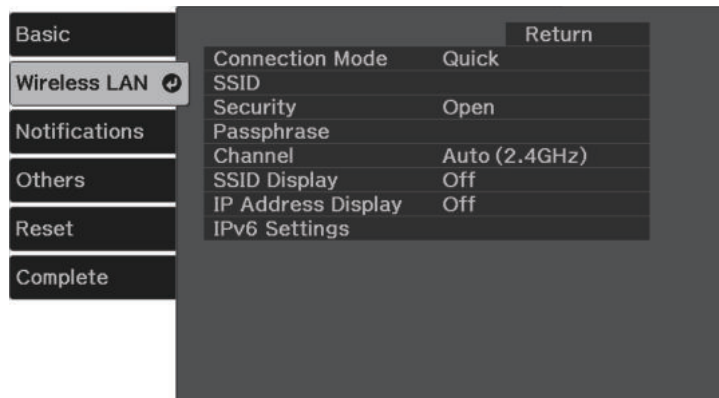 Basic
Wireless LAN
Notifications
Others
Reset
Complete
Return
Connection Mode Quick
SSID
Security Open
Passphrase
Channel Auto (2.4GHz)
SSID Display Off
IP Address Display Off
IPv6 Settings